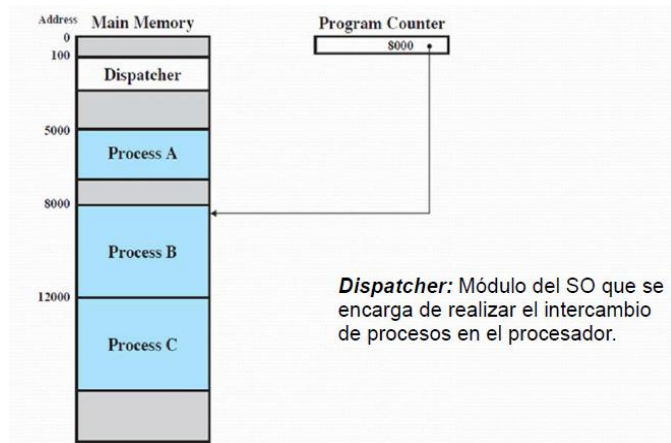 Address
Main Memory
Program Counter
0
8000
100
Dispatcher
5000
Process A
8000
Process B
Dispatcher: Módulo del SO que se
encarga de realizar el intercambio
de procesos en el procesador.
12000
Process C